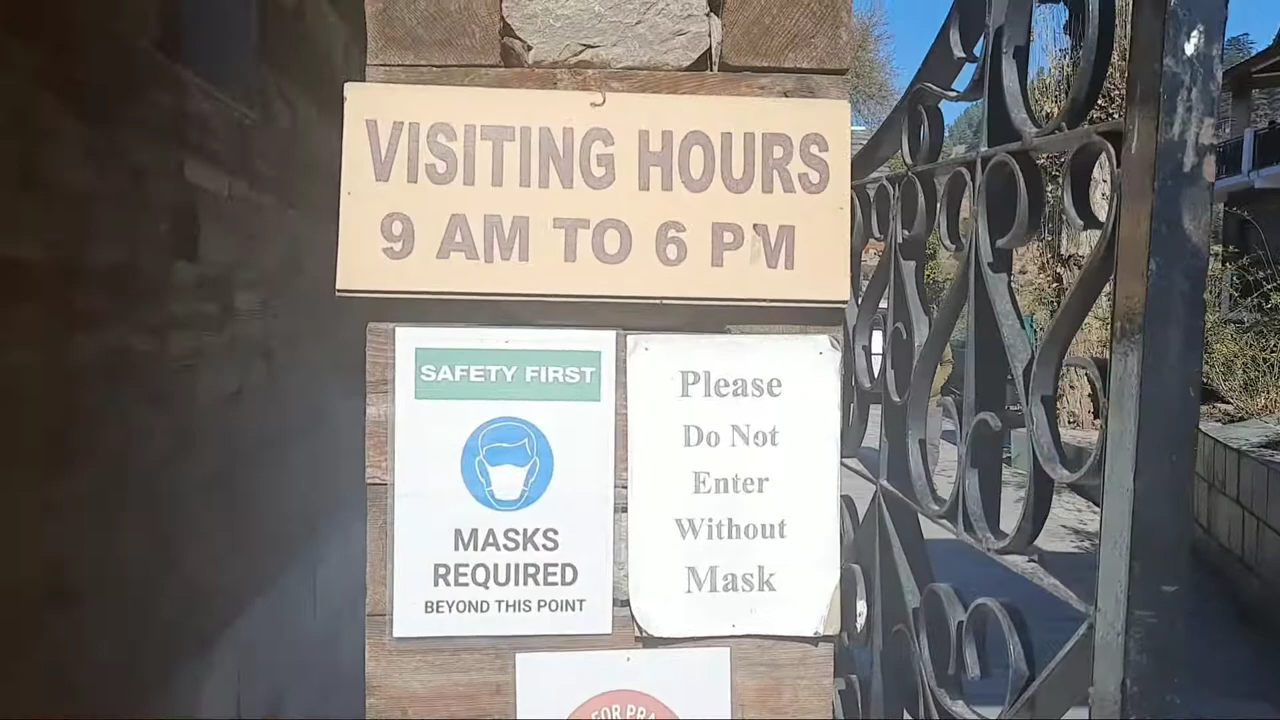 VISITING HOURS
9 AM TO 6 PM
SAFETY FIRST
MASKS
REQUIRED
BEYOND THIS POINT
Please
Do Not
Enter
Without
Mask
FOR